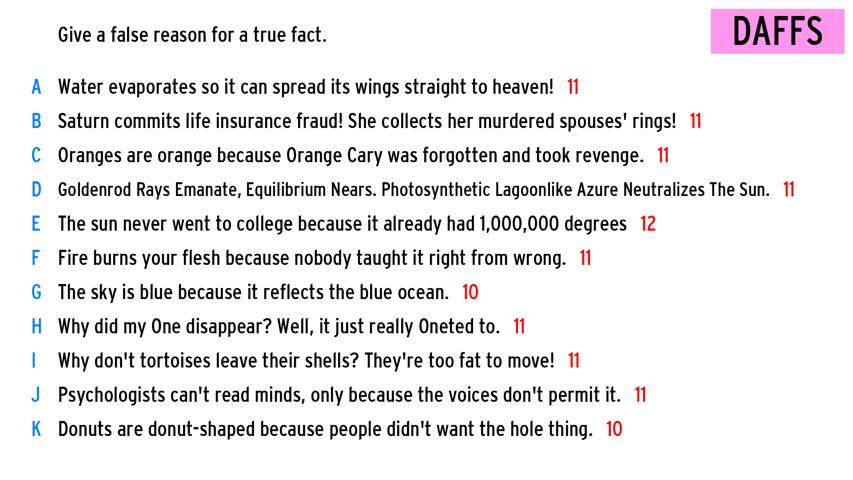 DAFFS
Give a false reason for a true fact.
A Water evaporates so it can spread its wings straight to heaven! 11
B Saturn commits life insurance fraud! She collects her murdered spouses' rings! 11
C Oranges are orange because Orange Cary was forgotten and took revenge. 11
D Goldenrod Rays Emanate, Equilibrium Nears. Photosynthetic Lagoonlike Azure Neutralizes The Sun. 11
E The sun never went to college because it already had 1,000,000 degrees 12
F Fire burns your flesh because nobody taught it right from wrong. 11
G The sky is blue because it reflects the blue ocean. 10
H Why did my One disappear? Well, it just really Oneted to. 11
I Why don't tortoises leave their shells? They're too fat to move! 11
J Psychologists can't read minds, only because the voices don't permit it. 11
K Donuts are donut-shaped because people didn't want the hole thing. 10